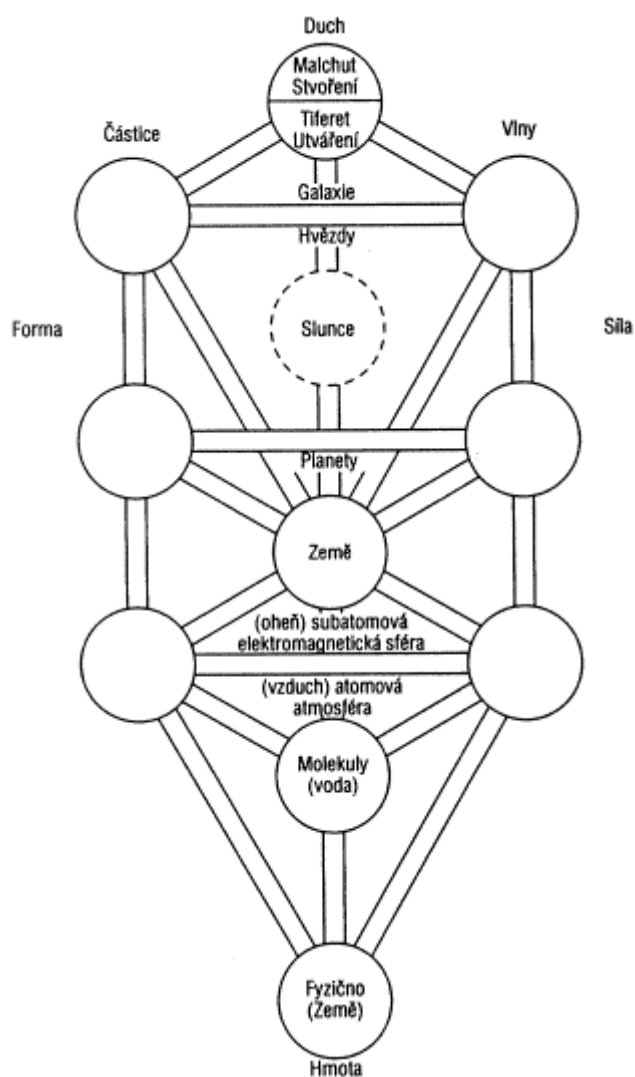 Duch
Malchut
Stvoření
Tiferet
Utváření
Částice
Vlny
Galaxie
Hvězdy
Forma
Slunce
Síla
Planety
Země
(oheň) subatomová
elektromagnetická sféra
(vzduch) atomová
atmosféra
Molekuly
(voda)
Fyzično
(Země)
Hmota